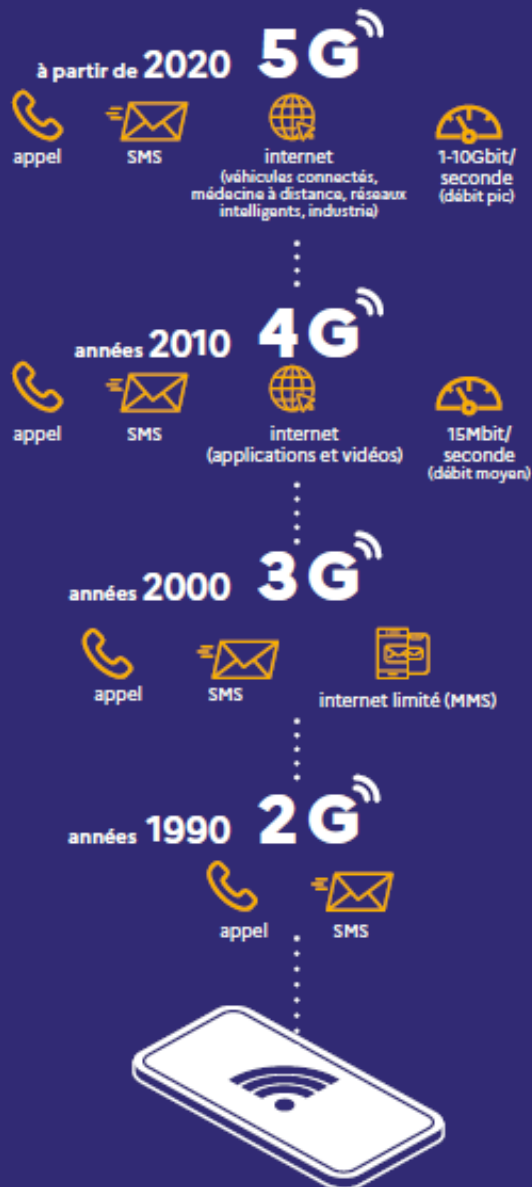 à partir de 2020 5G
appel
SMS
internet
(véhicules connectés,
médecine à distance, réseaux
intelligents, industrie)
1-10Gbit/
seconde
(débit pic)
années 2010 4G
appel
SMS
internet
(applications et vidéos)
15Mbit/
seconde
(débit moyen)
années 2000 3G
appel
SMS
internet limité (MMS)
années 1990 2G
appel
SMS